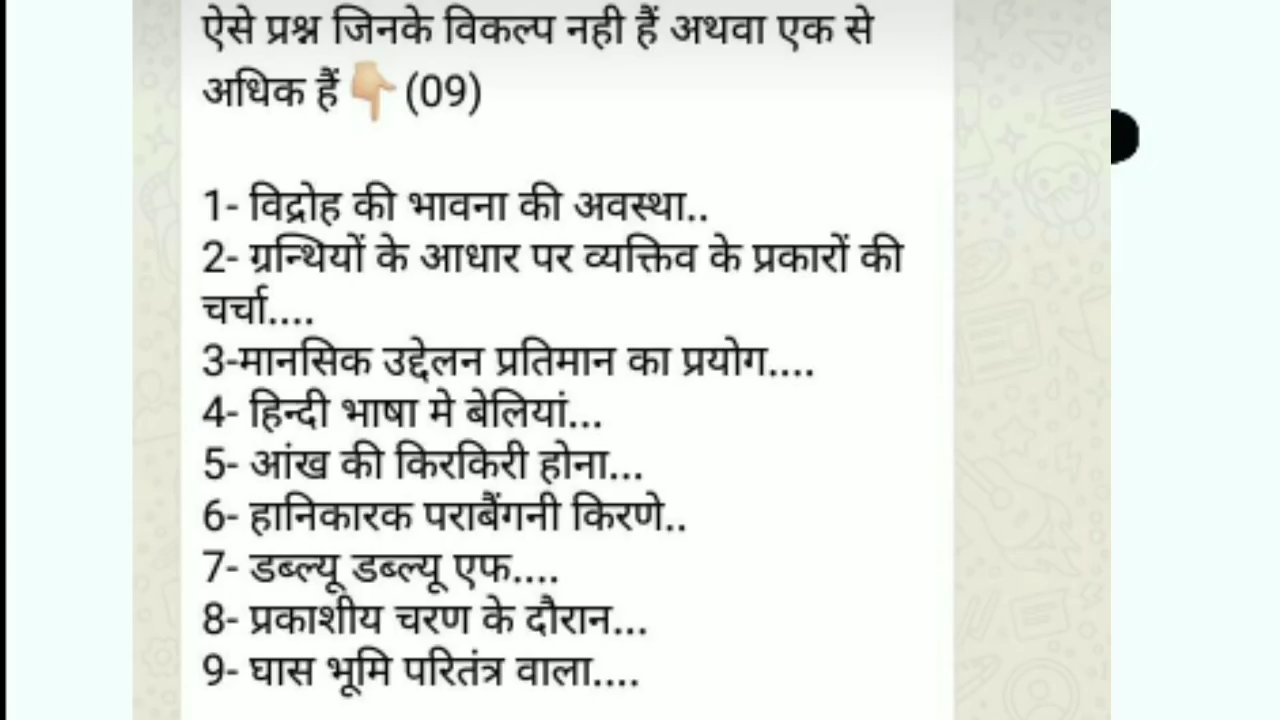 ऐसे प्रश्न जिनके विकल्प नही हैं अथवा एक से
अधिक हैं👇🏼(09)
1- विद्रोह की भावना की अवस्था..
2- ग्रन्थियों के आधार पर व्यक्तिव के प्रकारों की
चर्चा....
3-मानसिक उद्देलन प्रतिमान का प्रयोग....
4- हिन्दी भाषा मे बेलियां...
5- आंख की किरकिरी होना...
6- हानिकारक पराबैंगनी किरणे..
7- डब्ल्यू डब्ल्यू एफ....
8- प्रकाशीय चरण के दौरान...
9- घास भूमि परितंत्र वाला....